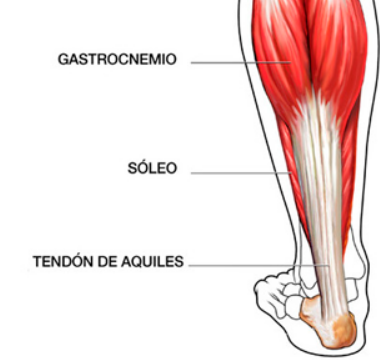 GASTROCNEMIO
SÓLEO
TENDÓN DE AQUILES